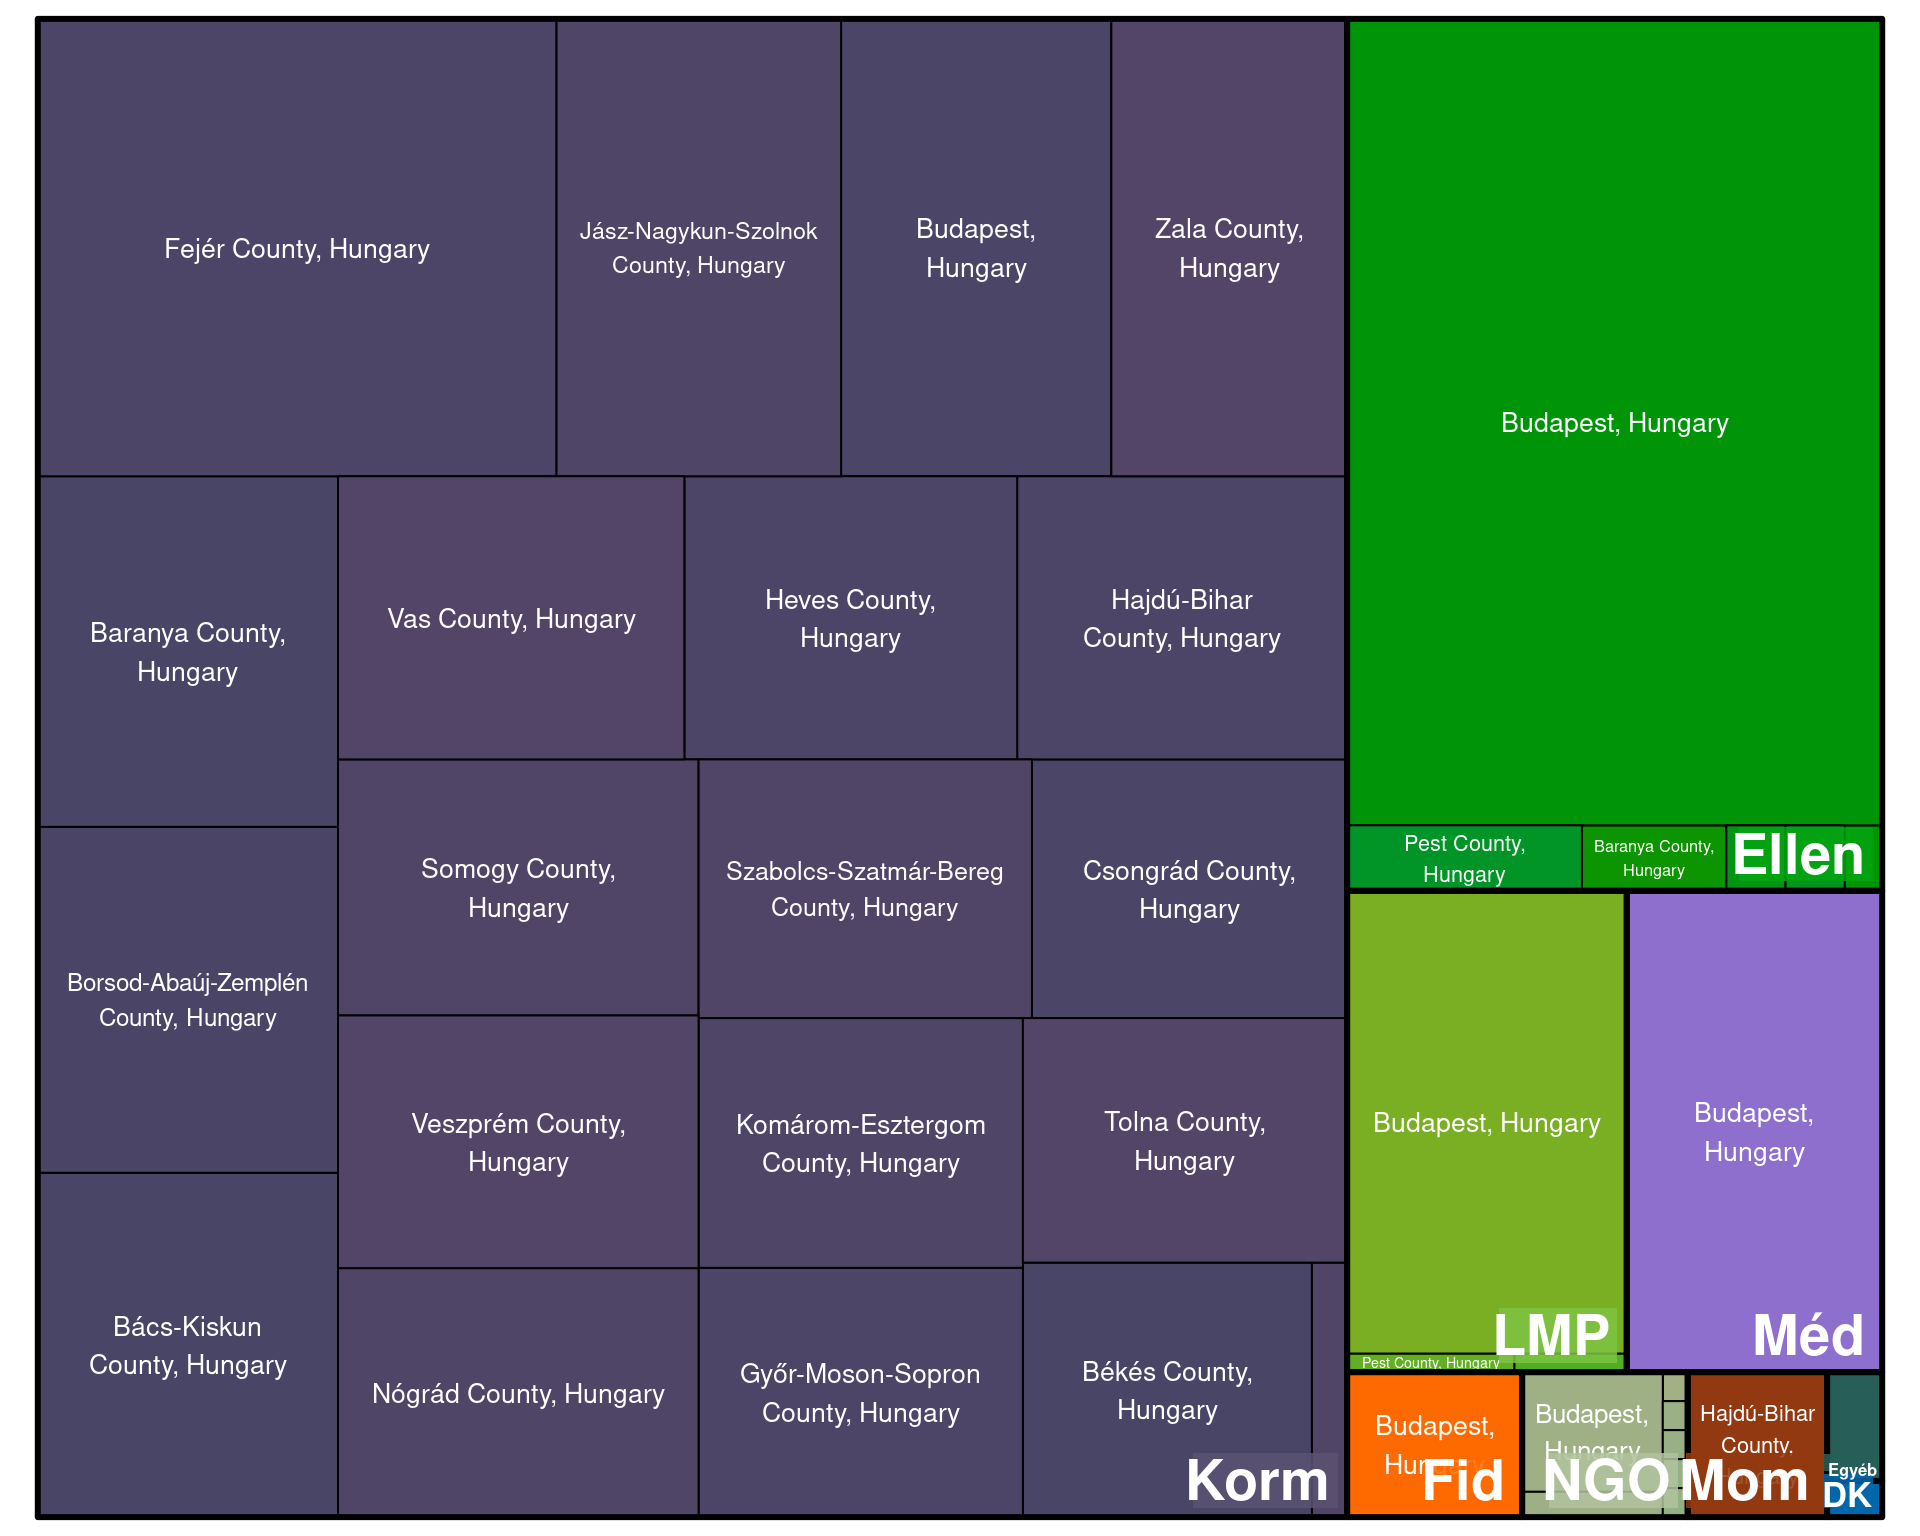 Fejér County, Hungary
Jász-Nagykun-Szolnok
County, Hungary
Budapest,
Hungary
Zala County,
Hungary
Baranya County,
Hungary
Vas County, Hungary
Heves County,
Hungary
Hajdú-Bihar
County, Hungary
Somogy County,
Hungary
Szabolcs-Szatmár-Bereg
County, Hungary
Csongrád County,
Hungary
Borsod-Abaúj-Zemplén
County, Hungary
Veszprém County,
Hungary
Komárom-Esztergom
County, Hungary
Tolna County,
Hungary
Bács-Kiskun
County, Hungary
Nógrád County, Hungary
Győr-Moson-Sopron
County, Hungary
Békés County,
Hungary
Korm
Budapest, Hungary
Pest County,
Hungary
Baranya County,
Hungary
Ellen
Budapest, Hungary
Pest County, Hungary
LMP
Budapest,
Hungary
Méd
Budapest,
Hungary
Fid
Budapest,
Hungary
NGO
Hajdú-Bihar
County,
Mom
Egyéb
DK